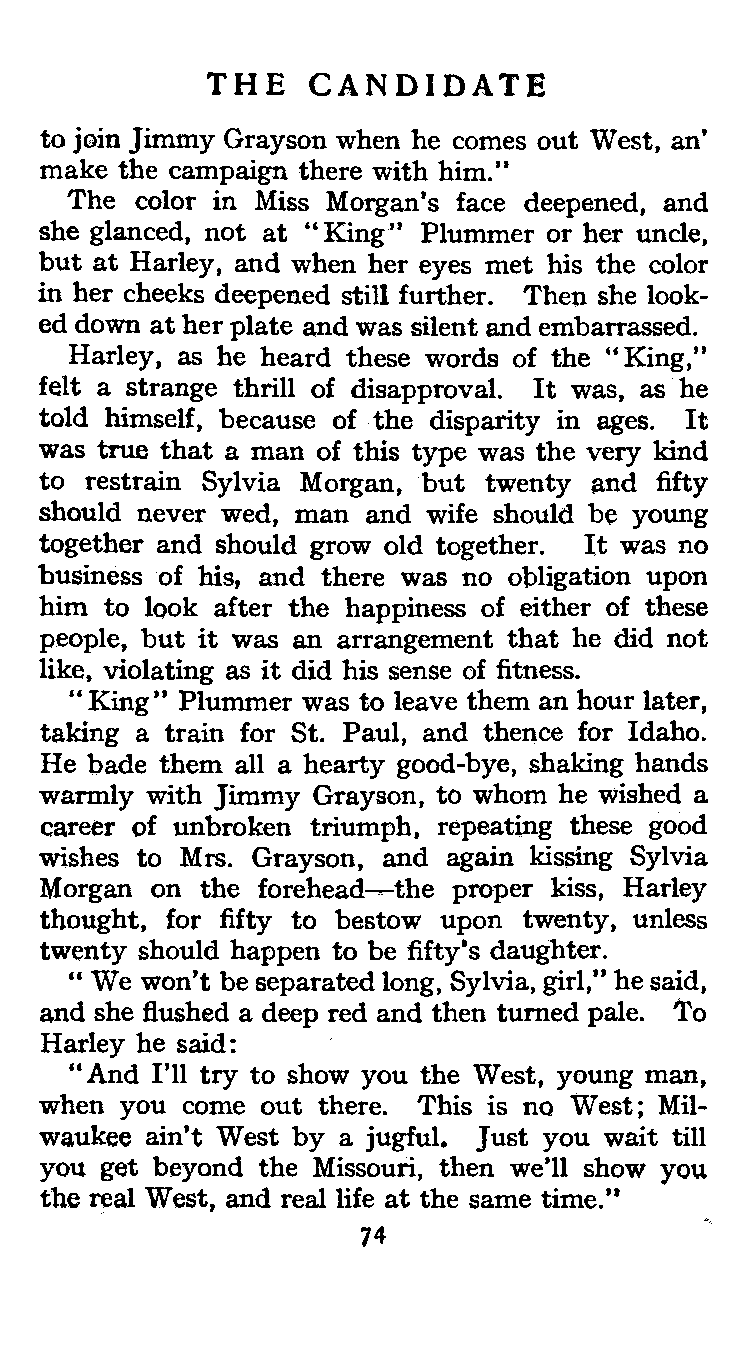 THE CANDIDATE
to join Jimmy Grayson when he comes out West, an'
make the campaign there with him."
The color in Miss Morgan's face deepened, and
she glanced, not at "King" Plummer or her uncle,
but at Harley, and when her eyes met his the color
in her cheeks deepened still further. Then she look-
ed down at her plate and was silent and embarrassed.
Harley, as he heard these words of the "King,"
felt a strange thrill of disapproval. It was, as he
told himself, because of the disparity in ages. It
was true that a man of this type was the very kind
to restrain Sylvia Morgan, but twenty and fifty
should never wed, man and wife should be young
together and should grow old together. It was no
business of his, and there was no obligation upon
him to look after the happiness of either of these
people, but it was an arrangement that he did not
like, violating as it did his sense of fitness.
"King" Plummer was to leave them an hour later,
taking a train for St. Paul, and thence for Idaho.
He bade them all a hearty good-bye, shaking hands
warmly with Jimmy Grayson, to whom he wished a
career of unbroken triumph, repeating these good
wishes to Mrs. Grayson, and again kissing Sylvia
Morgan on the forehead—the proper kiss, Harley
thought, for fifty to bestow upon twenty, unless
twenty should happen to be fifty's daughter.
"We won't be separated long, Sylvia, girl," he said,
and she flushed a deep red and then turned pale. To
Harley he said:
"And I'll try to show you the West, young man,
when you come out there. This is no West; Mil-
waukee ain't West by a jugful. Just you wait till
you get beyond the Missouri, then we'll show you
the real West, and real life at the same time."
74